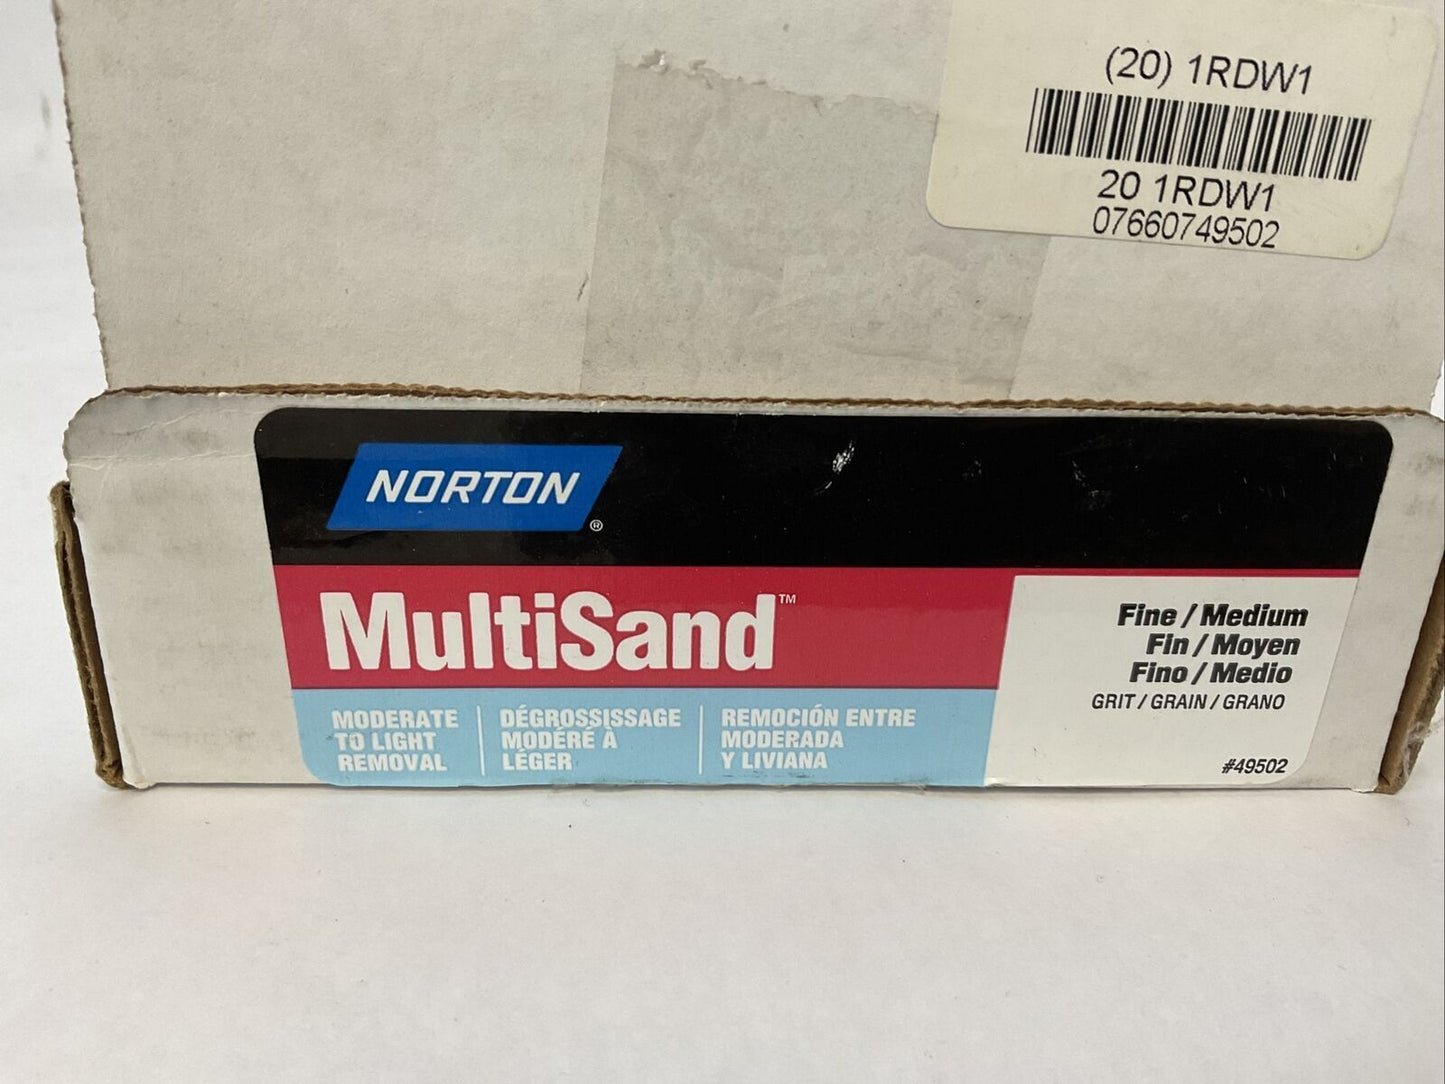 (20) 1RDW1
20 1RDW1
07660749502
NORTON
®
MultiSand™
Fine / Medium
Fin / Moyen
Fino / Medio
GRIT / GRAIN / GRANO
MODERATE
TO LIGHT
REMOVAL
DÉGROSSISSAGE
MODÉRÉ À
LÉGER
REMOCIÓN ENTRE
MODERADA
Y LIVIANA
#49502